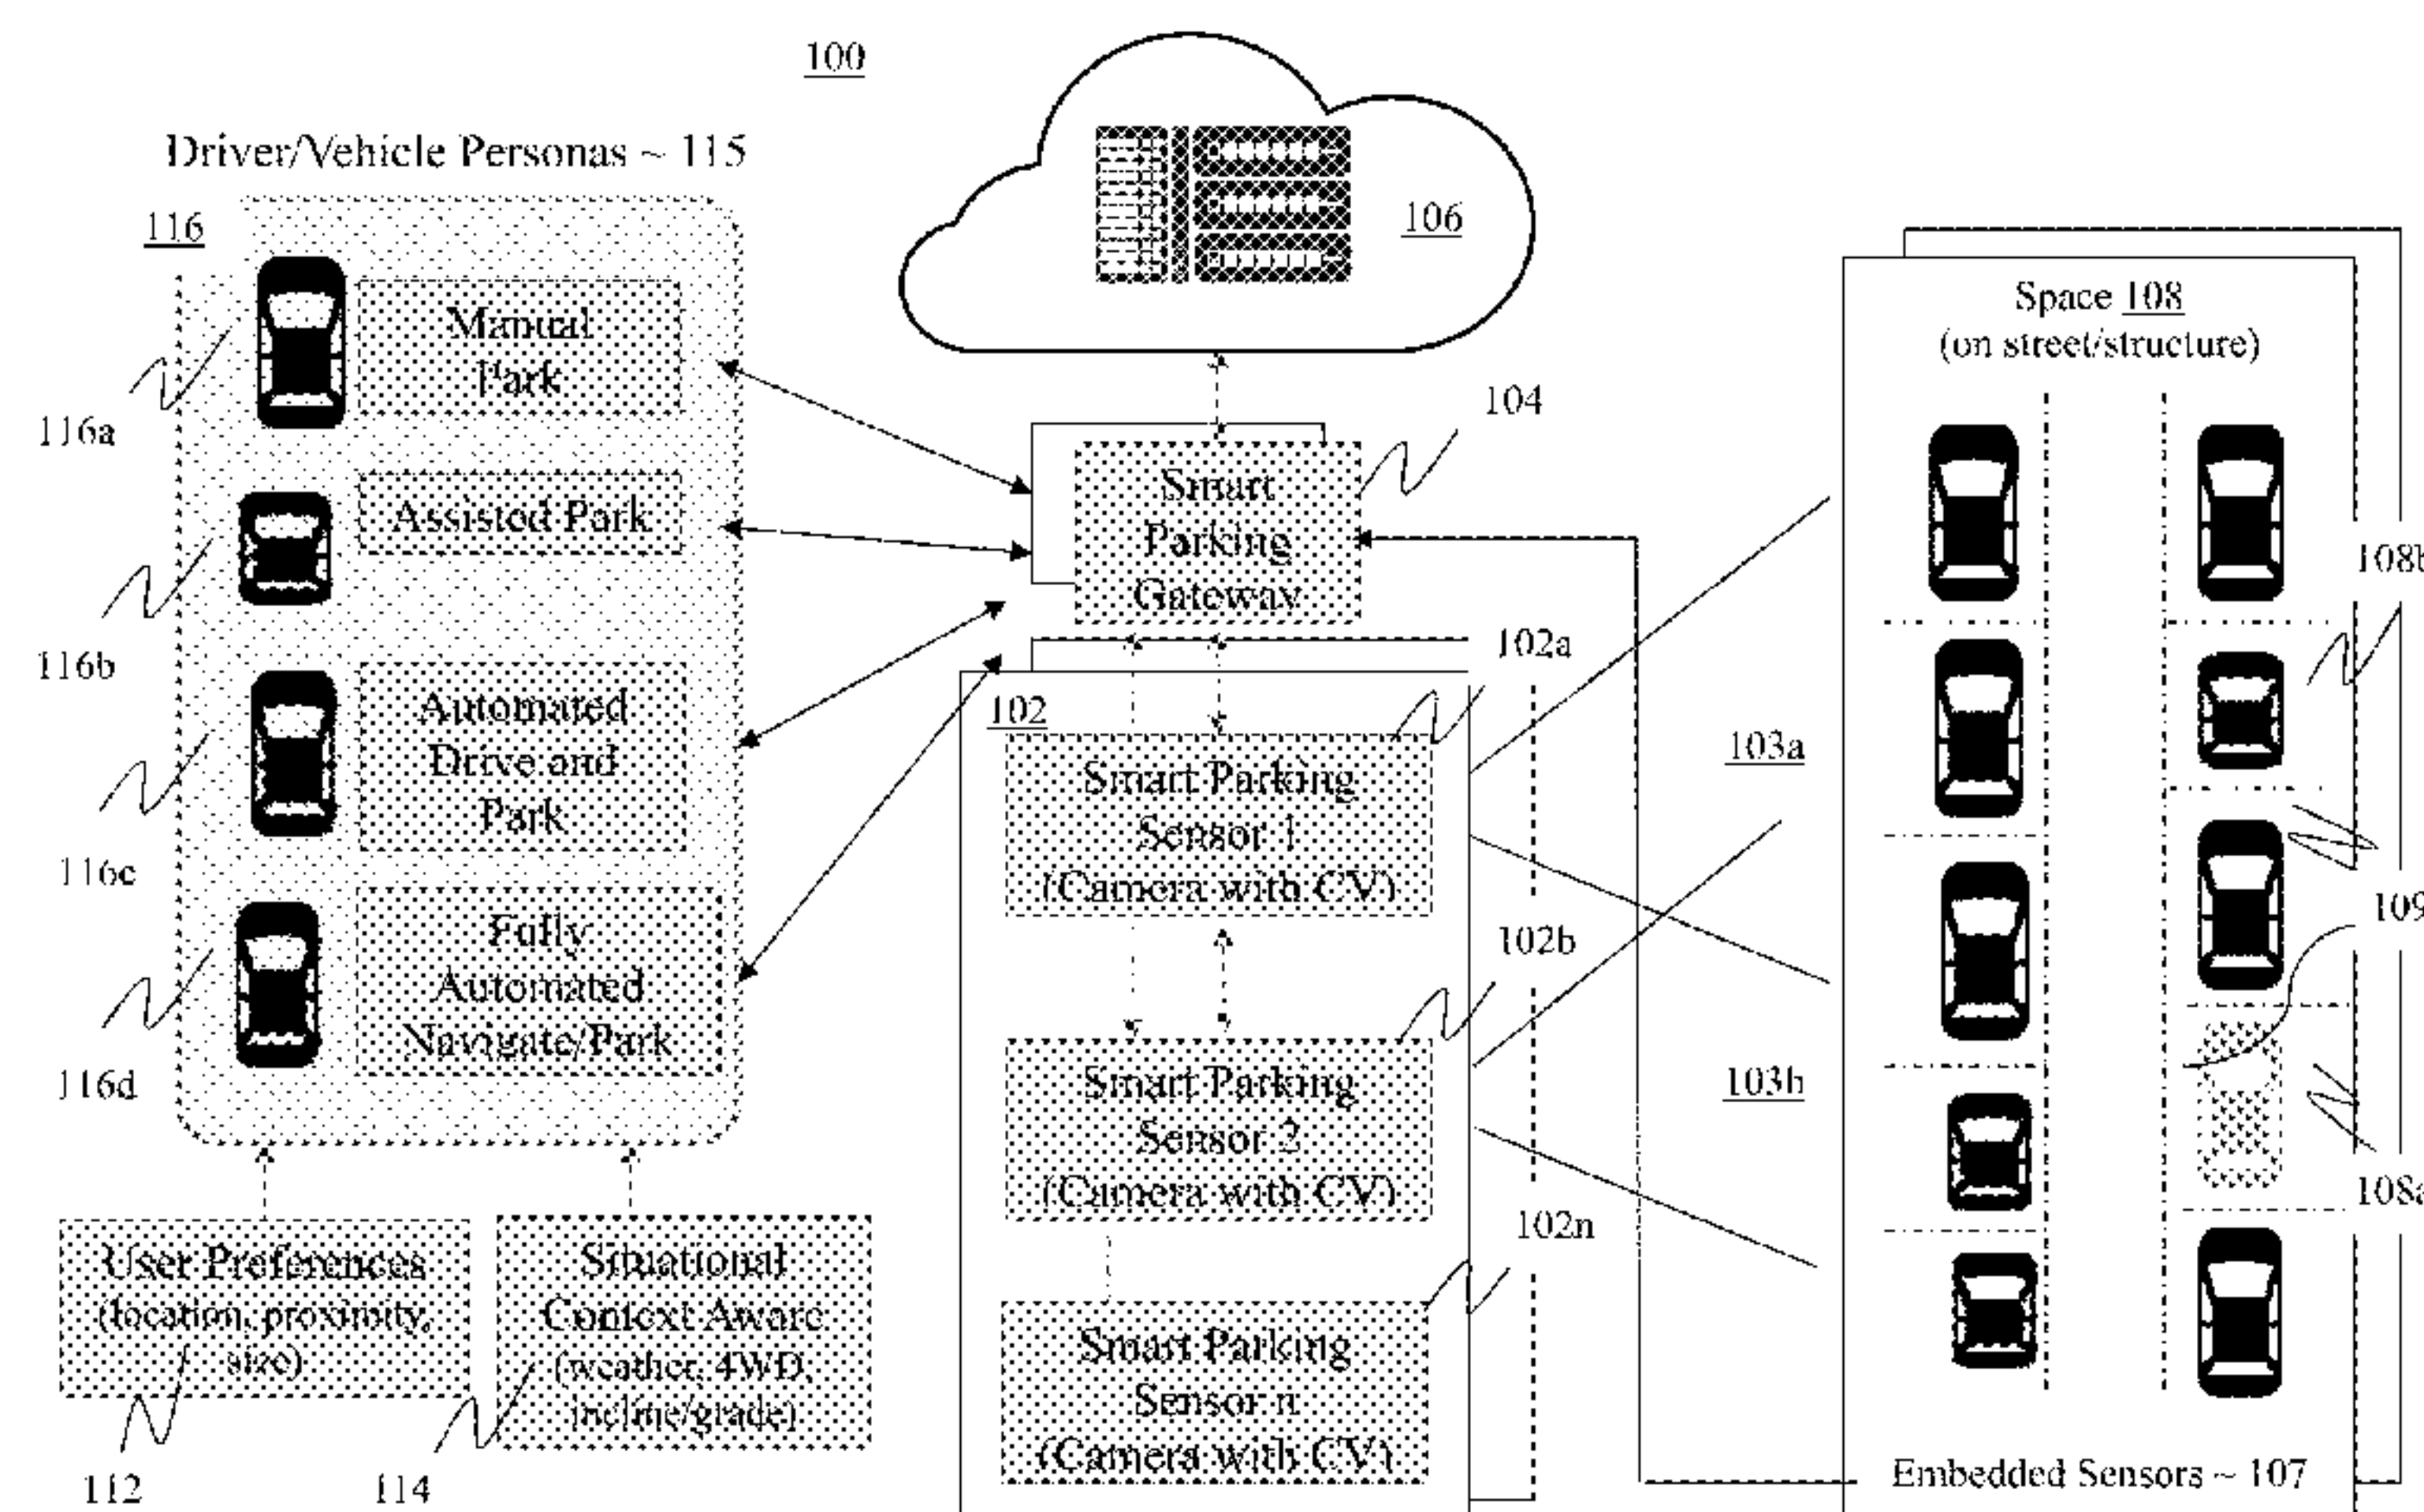 100
Driver/Vehicle Personas ~ 115
116
Manual
Park
116a
Assisted Park
116b
Automated
Drive and
Park
116c
Fully
Automated
Navigate/Park
116d
User Preferences
(location, proximity,
size)
112
Situational
Context Aware
(weather, 4WD,
incline/grade)
114
106
104
Smart
Parking
Gateway
102
102a
Smart Parking
Sensor 1
(Camera with CV)
102b
Smart Parking
Sensor 2
(Camera with CV)
102n
Smart Parking
Sensor n
(Camera with CV)
103a
103b
Space 108
(on street/structure)
108b
109
108a
Embedded Sensors ~ 107